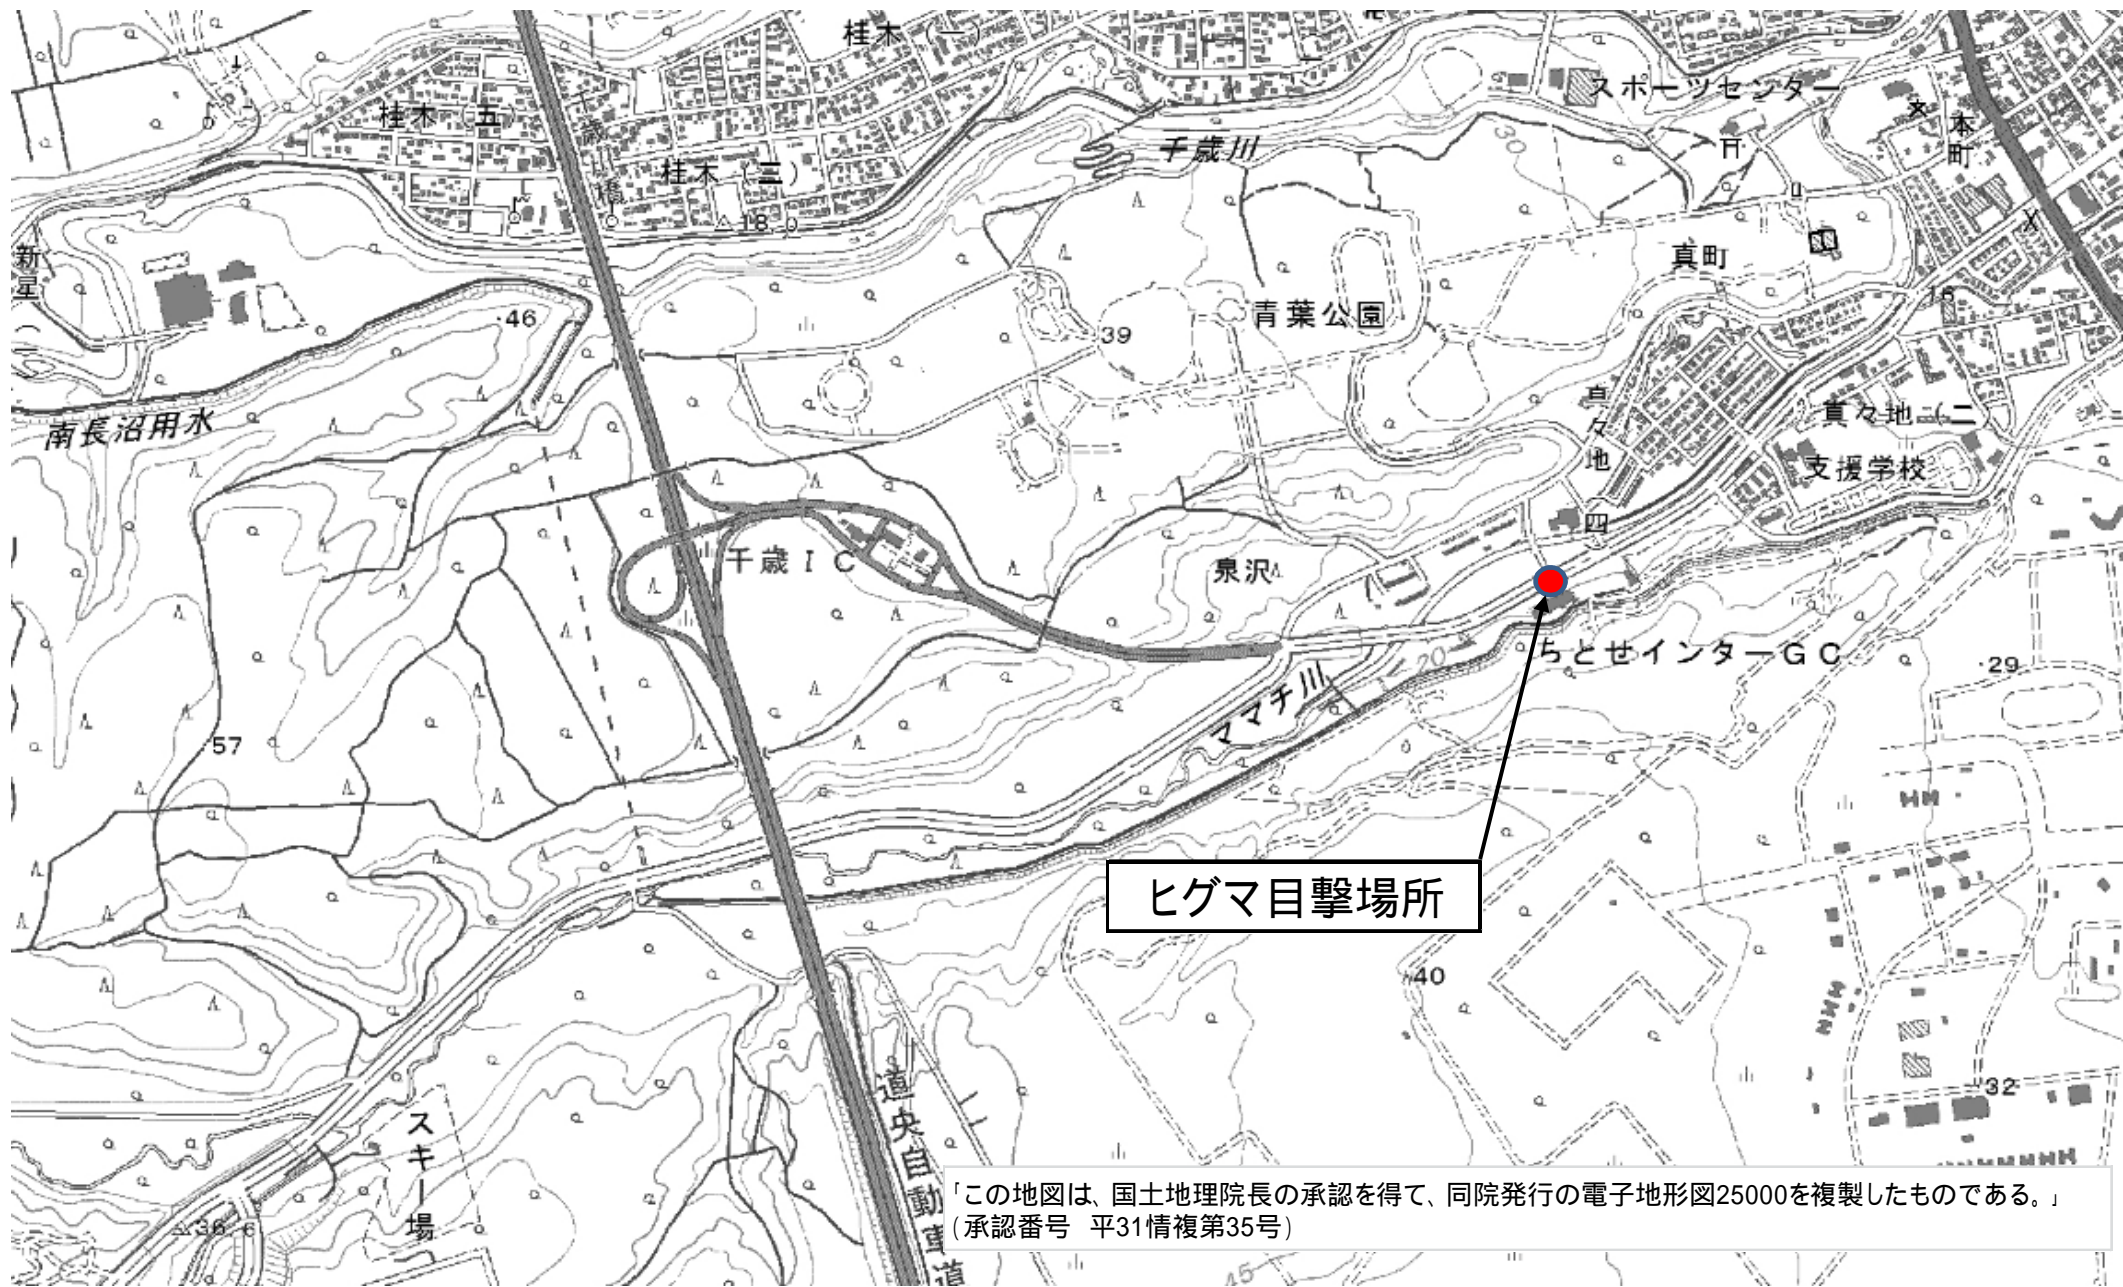 桂木(一)
スポーツセンター
桂木(五)
千歳川橋
本町
千歳川
桂木(三)
18.0
30
新星
真町
16
46
青葉公園
39
南長沼用水
真々地
四
真々地(二
支援学校
千歳IC
泉沢
20
ちとせインターGC
29
ママチ川
57
ヒグマ目撃場所
40
32
道央自動車道
スキー場
36.6
45
「この地図は、国土地理院長の承認を得て、同院発行の電子地形図25000を複製したものである。」
(承認番号 平31情複第35号)